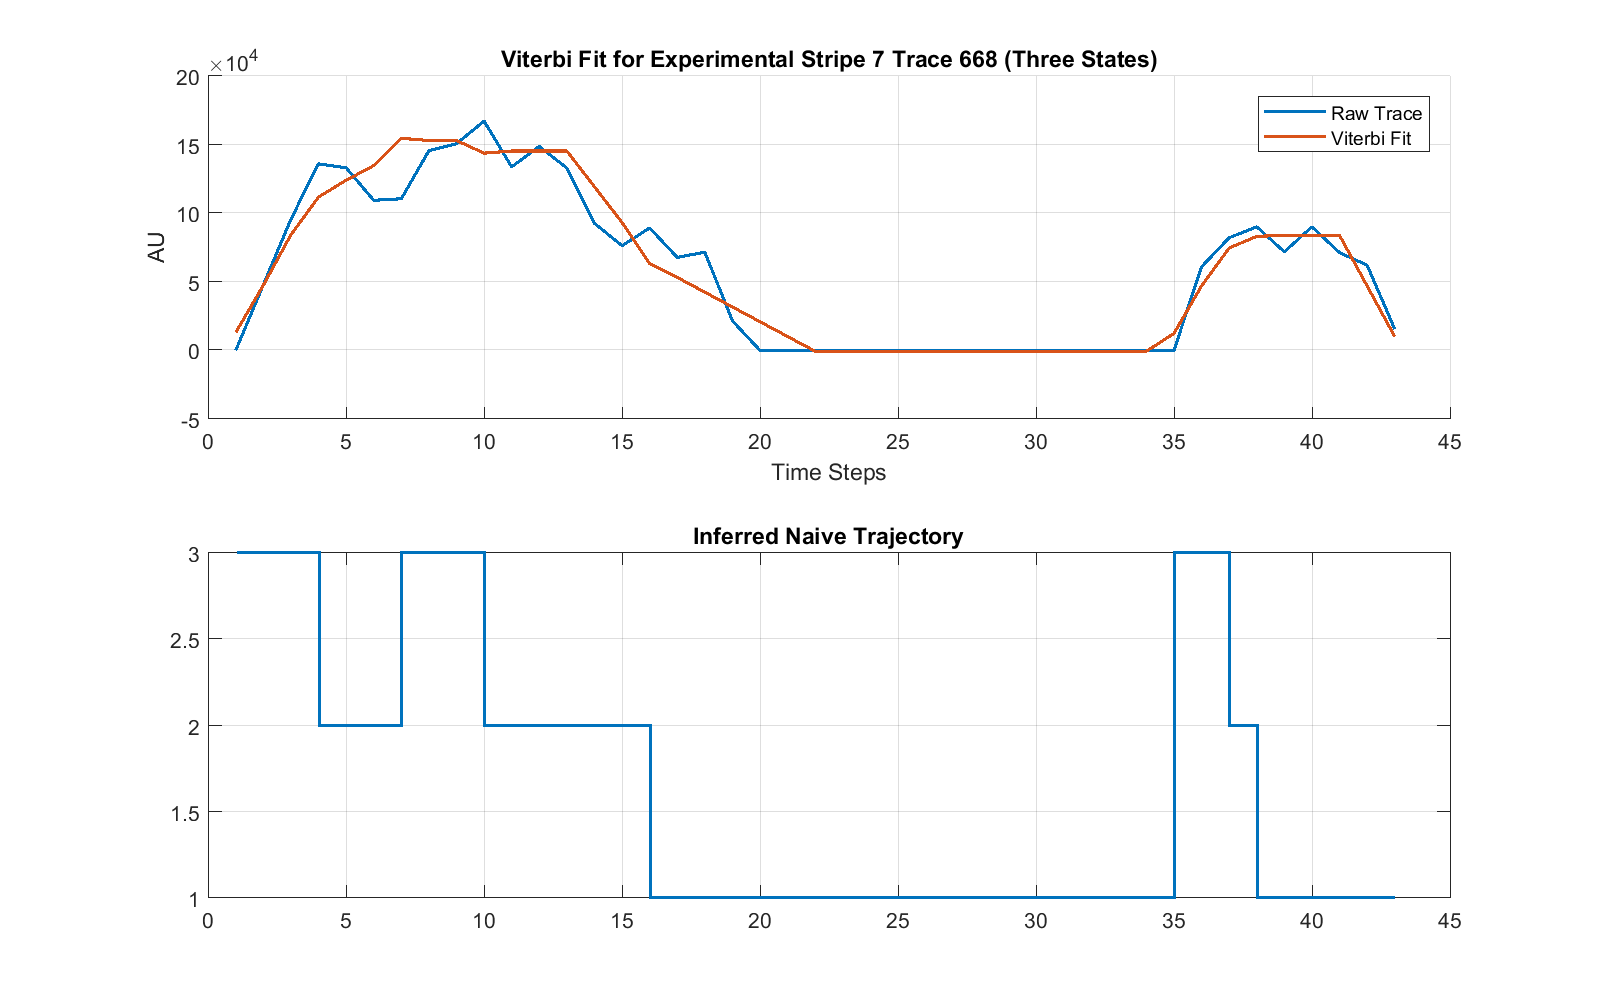 Viterbi Fit for Experimental Stripe 7 Trace 668 (Three States)
×10⁴
20
15
10
5
0
-5
AU
Raw Trace
Viterbi Fit
0 5 10 15 20 25 30 35 40 45
Time Steps
Inferred Naive Trajectory
3
2.5
2
1.5
1
0 5 10 15 20 25 30 35 40 45